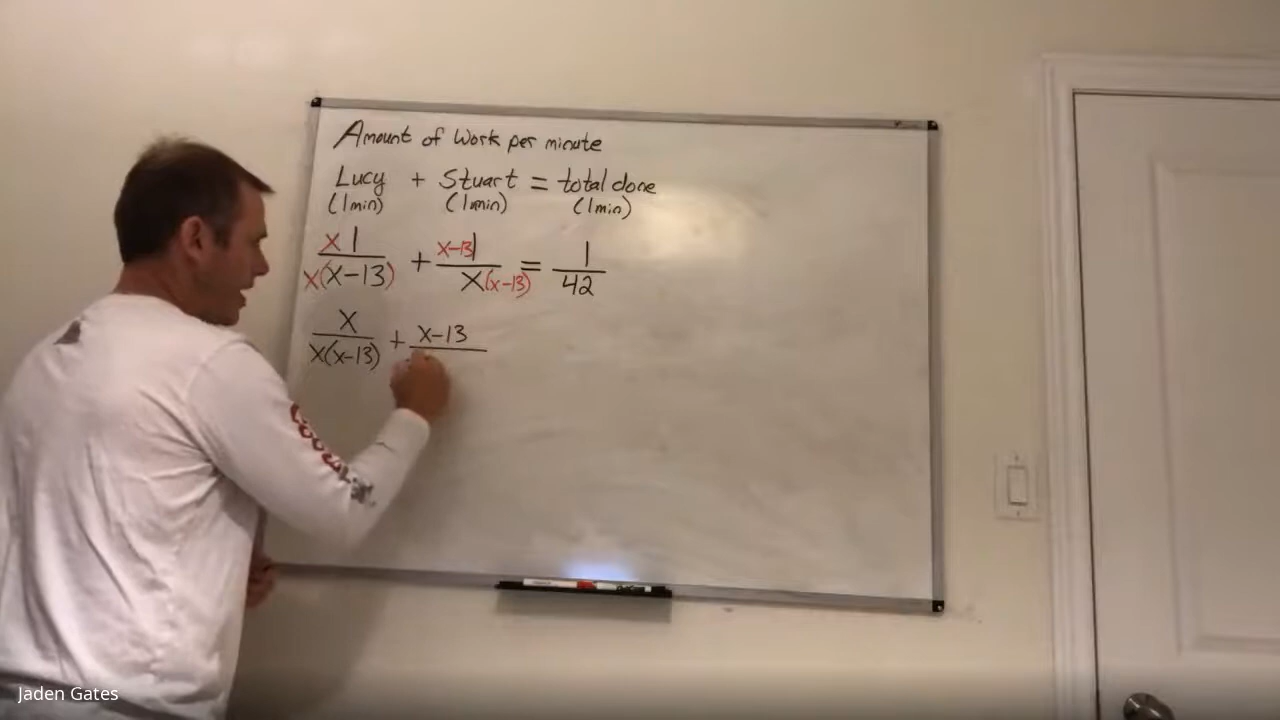 Amount of Work per minute
Lucy + Stuart = total done
(1min) (1min) (1min)
x1 x-13 1 1
x(x-13) + x(x-13) = 42
x + x-13
x(x-13)
Jaden Gates